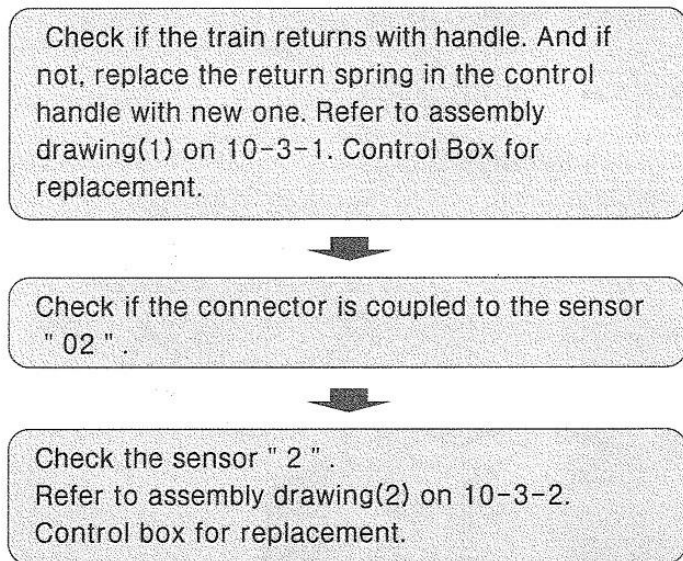 Check if the train returns with handle. And if
not, replace the return spring in the control
handle with new one. Refer to assembly
drawing(1) on 10-3-1. Control Box for
replacement.
Check if the connector is coupled to the sensor
" 02 " .
Check the sensor " 2 " .
Refer to assembly drawing(2) on 10-3-2.
Control box for replacement.